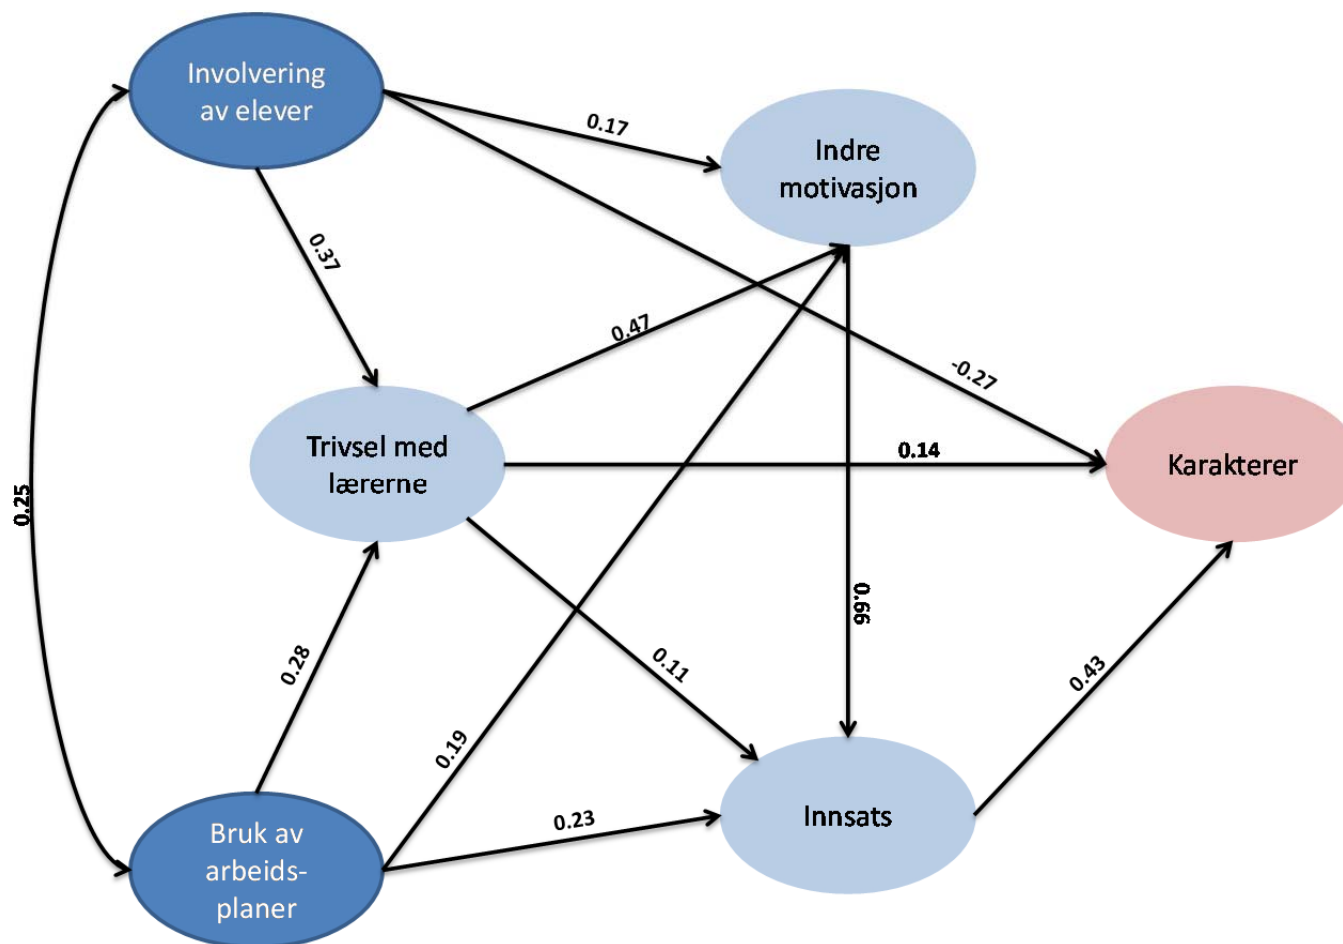 Involvering
av elever
0.17
Indre
motivasjon
0.37
0.47
-0.27
Trivsel med
lærerne
0.14
Karakterer
0.25
0.66
0.28
0.11
0.43
0.19
0.23
Innsats
Bruk av
arbeids-
planer